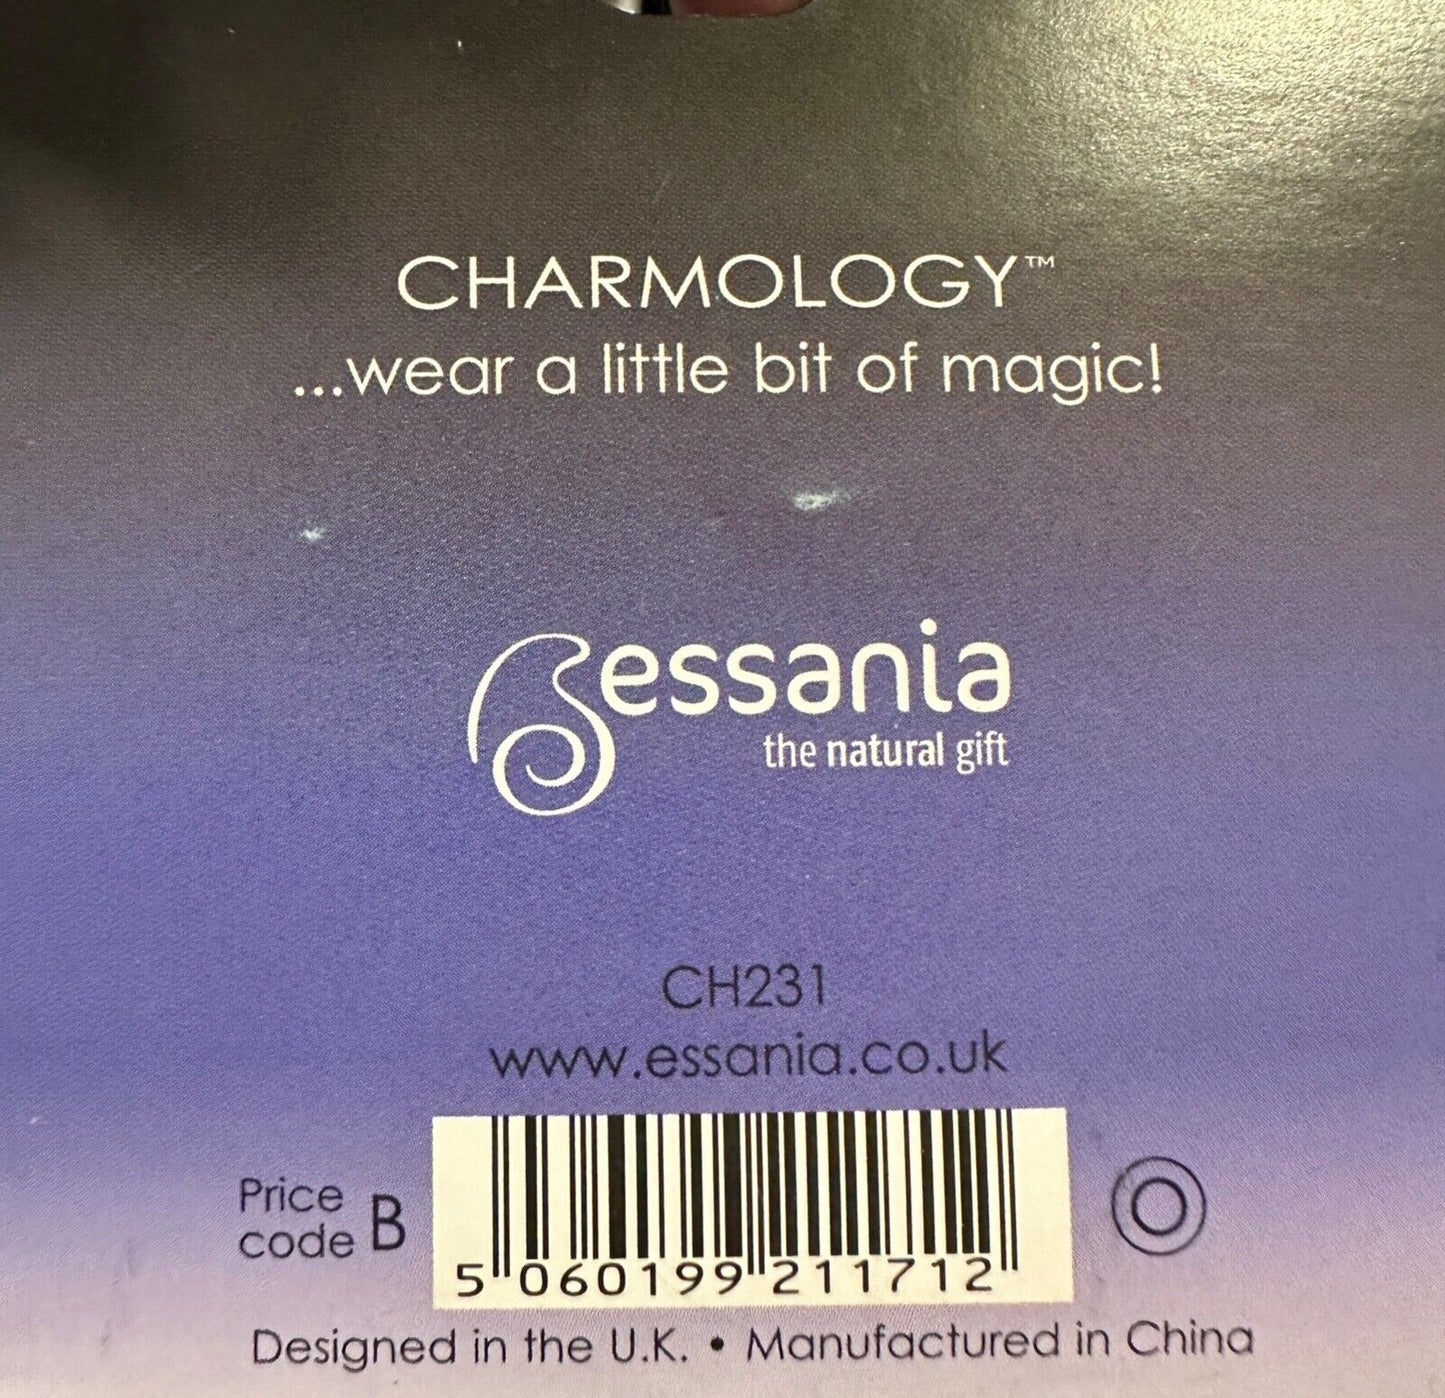 CHARMOLOGY™
...wear a little bit of magic!
essania
the natural gift
CH231
www.essania.co.uk
Price code B
O
5 060199 211712
Designed in the U.K. • Manufactured in China